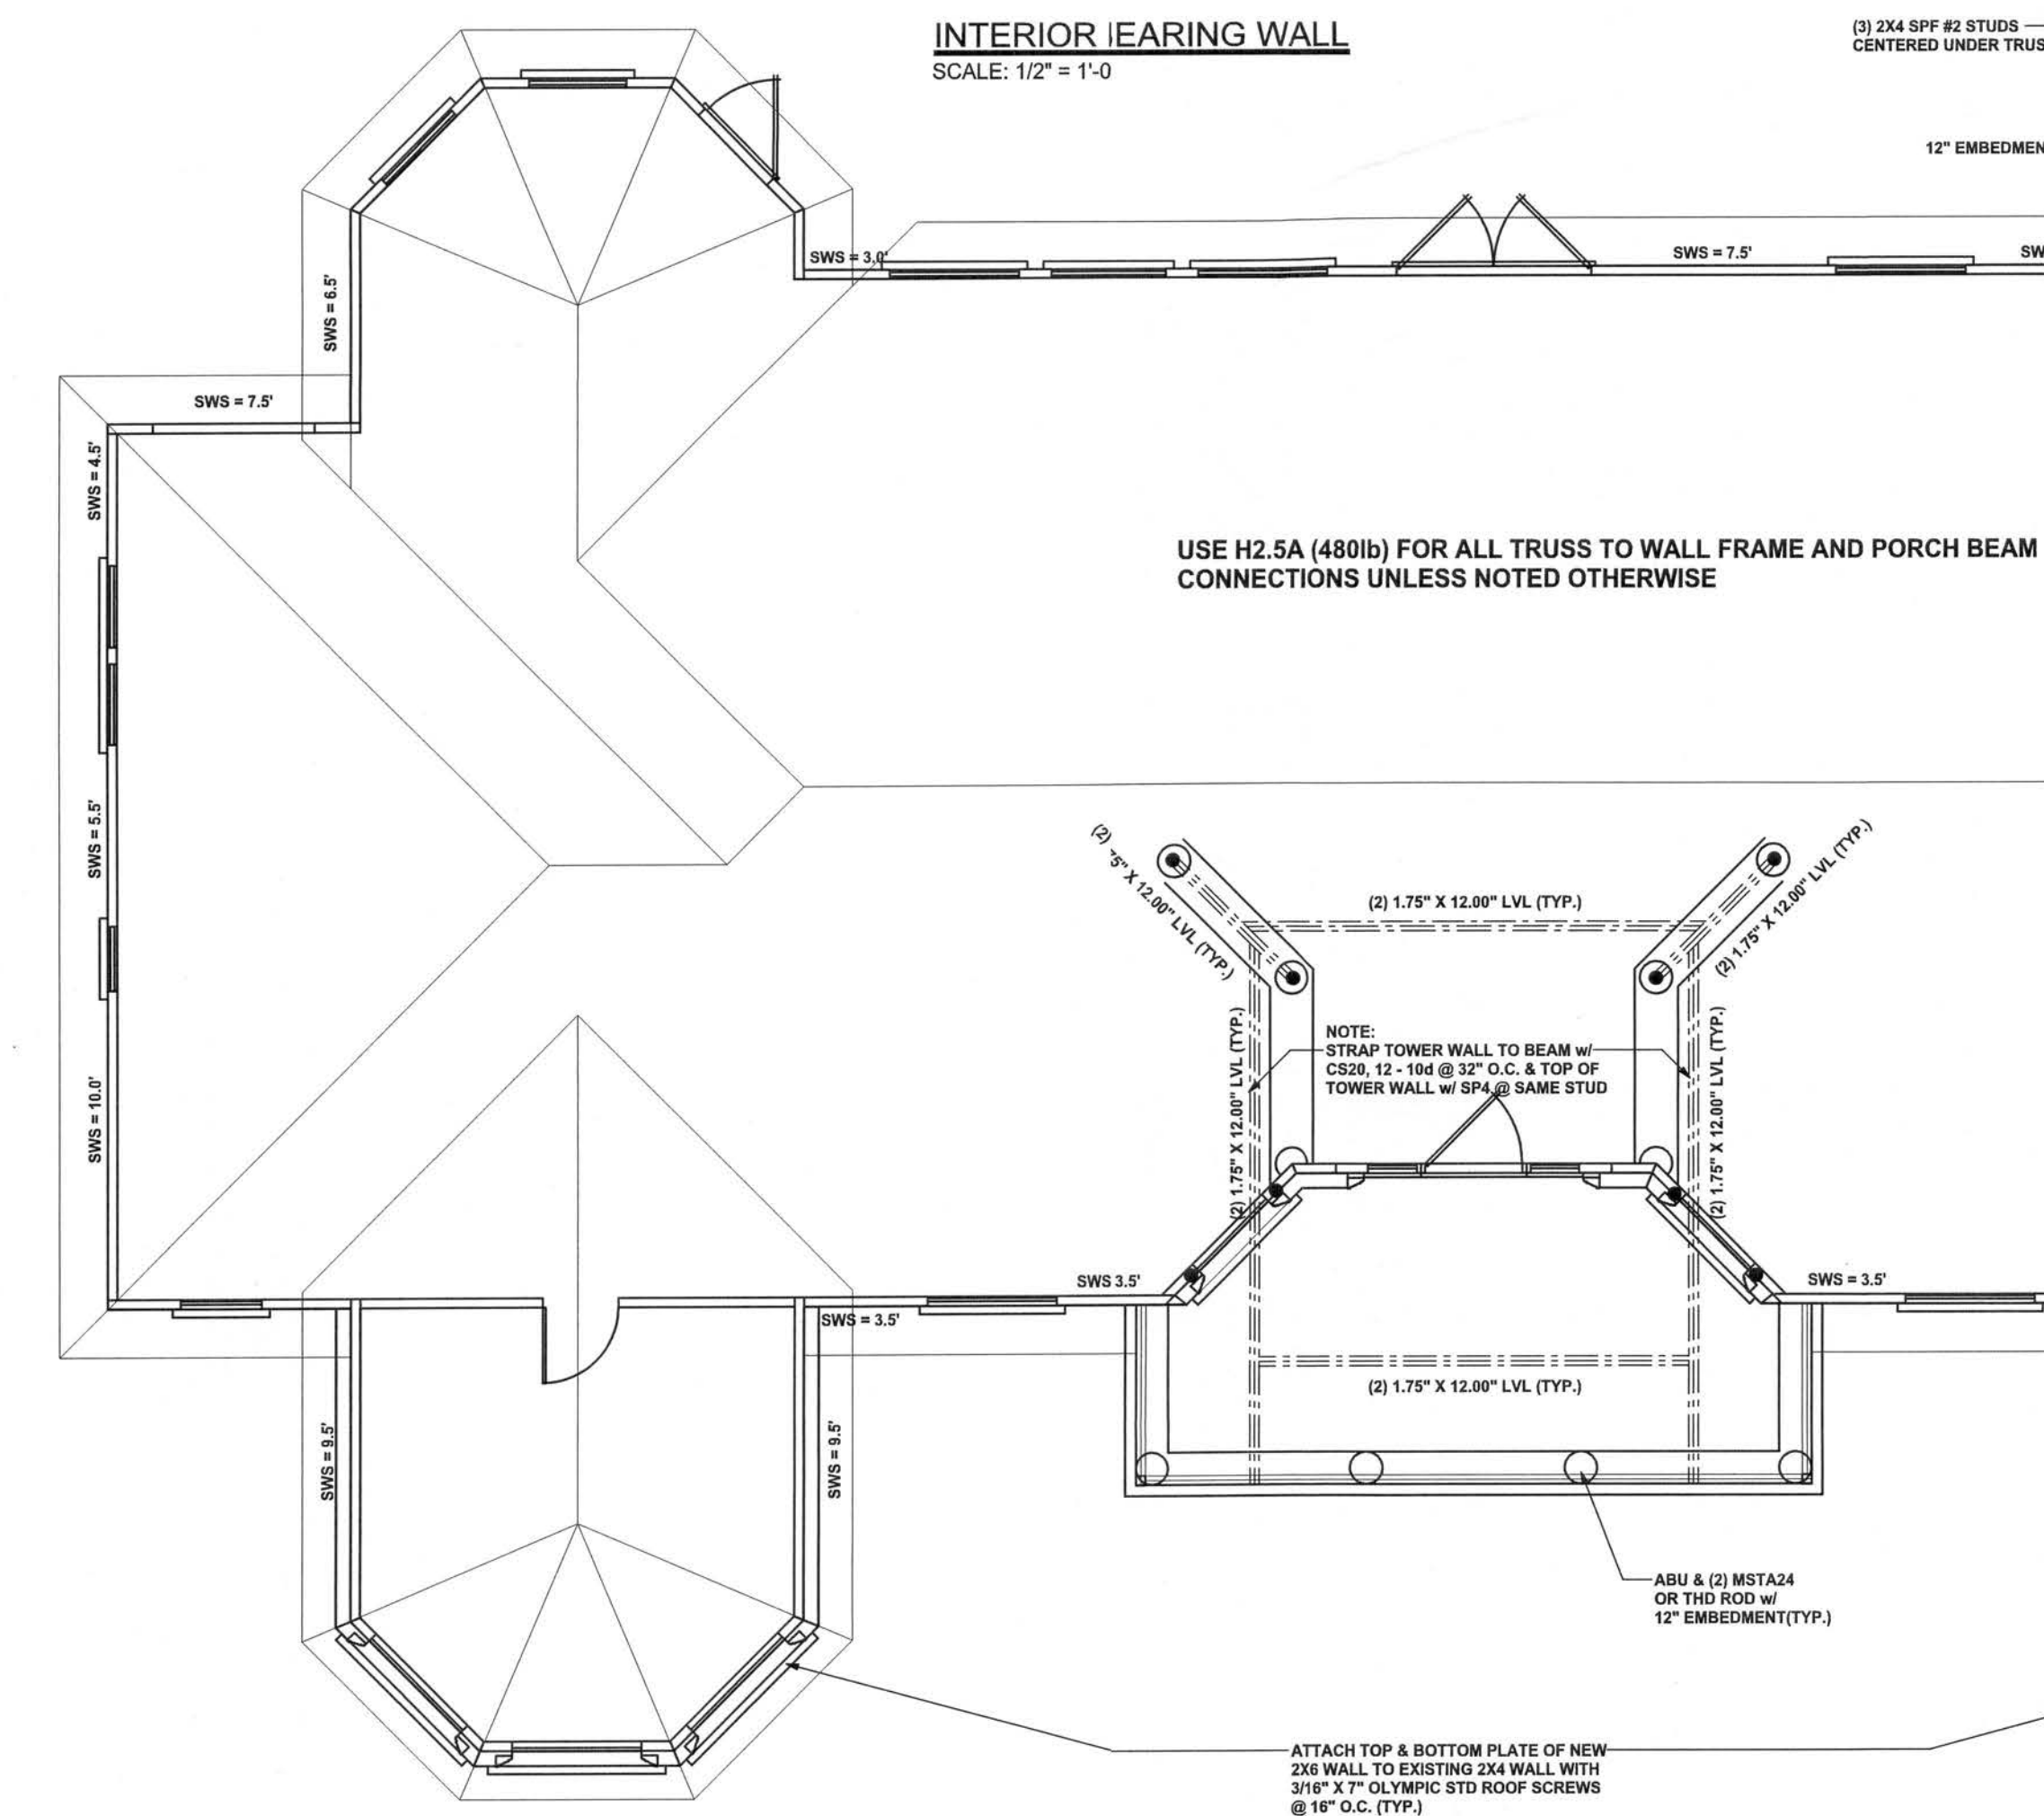 INTERIOR EARING WALL
SCALE: 1/2" = 1'-0
(3) 2X4 SPF #2 STUDS
CENTERED UNDER TRUS
12" EMBEDMEN
SWS = 3.0'
SWS = 7.5'
SW
SWS = 6.5'
SWS = 7.5'
SWS = 4.5'
USE H2.5A (480lb) FOR ALL TRUSS TO WALL FRAME AND PORCH BEAM
CONNECTIONS UNLESS NOTED OTHERWISE
SWS = 5.5'
(2) 75" X 12.00" LVL (TYP.)
(2) 1.75" X 12.00" LVL (TYP.)
(2) 1.75" X 12.00" LVL (TYP.)
(2) 1.75" X 12.00" LVL (TYP.)
NOTE:
STRAP TOWER WALL TO BEAM w/
CS20, 12 - 10d @ 32" O.C. & TOP OF
TOWER WALL w/ SP4 @ SAME STUD
(2) 1.75" X 12.00" LVL (TYP.)
SWS = 10.0'
SWS 3.5'
SWS = 3.5'
SWS = 3.5'
(2) 1.75" X 12.00" LVL (TYP.)
SWS = 9.5'
SWS = 9.5'
ABU & (2) MSTA24
OR THD ROD w/
12" EMBEDMENT(TYP.)
ATTACH TOP & BOTTOM PLATE OF NEW
2X6 WALL TO EXISTING 2X4 WALL WITH
3/16" X 7" OLYMPIC STD ROOF SCREWS
@ 16" O.C. (TYP.)